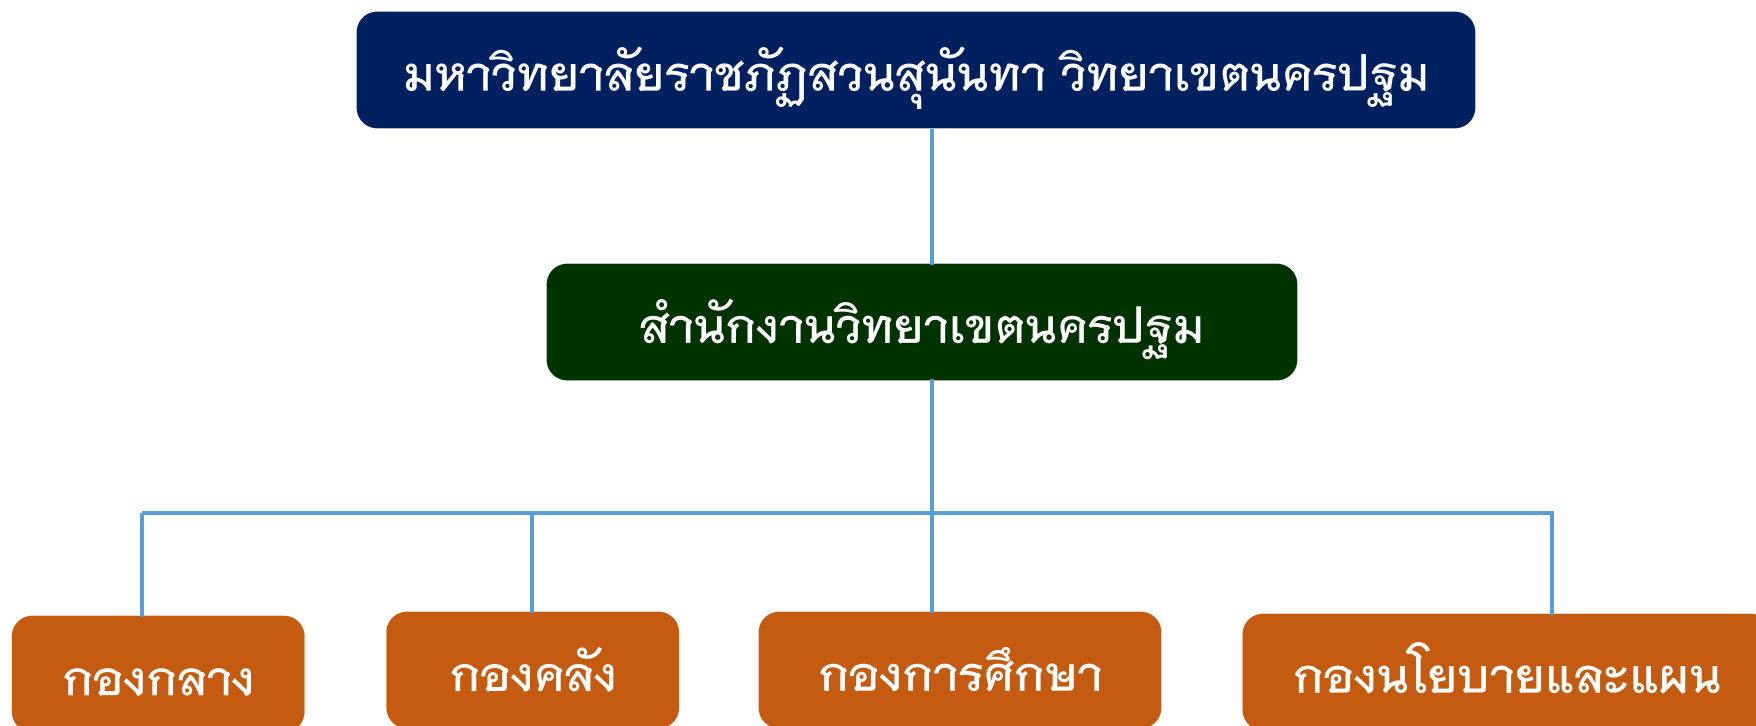 มหาวิทยาลัยราชภัฏสวนสุนันทา วิทยาเขตนครปฐม
สำนักงานวิทยาเขตนครปฐม
กองกลาง
กองคลัง
กองการศึกษา
กองนโยบายและแผน